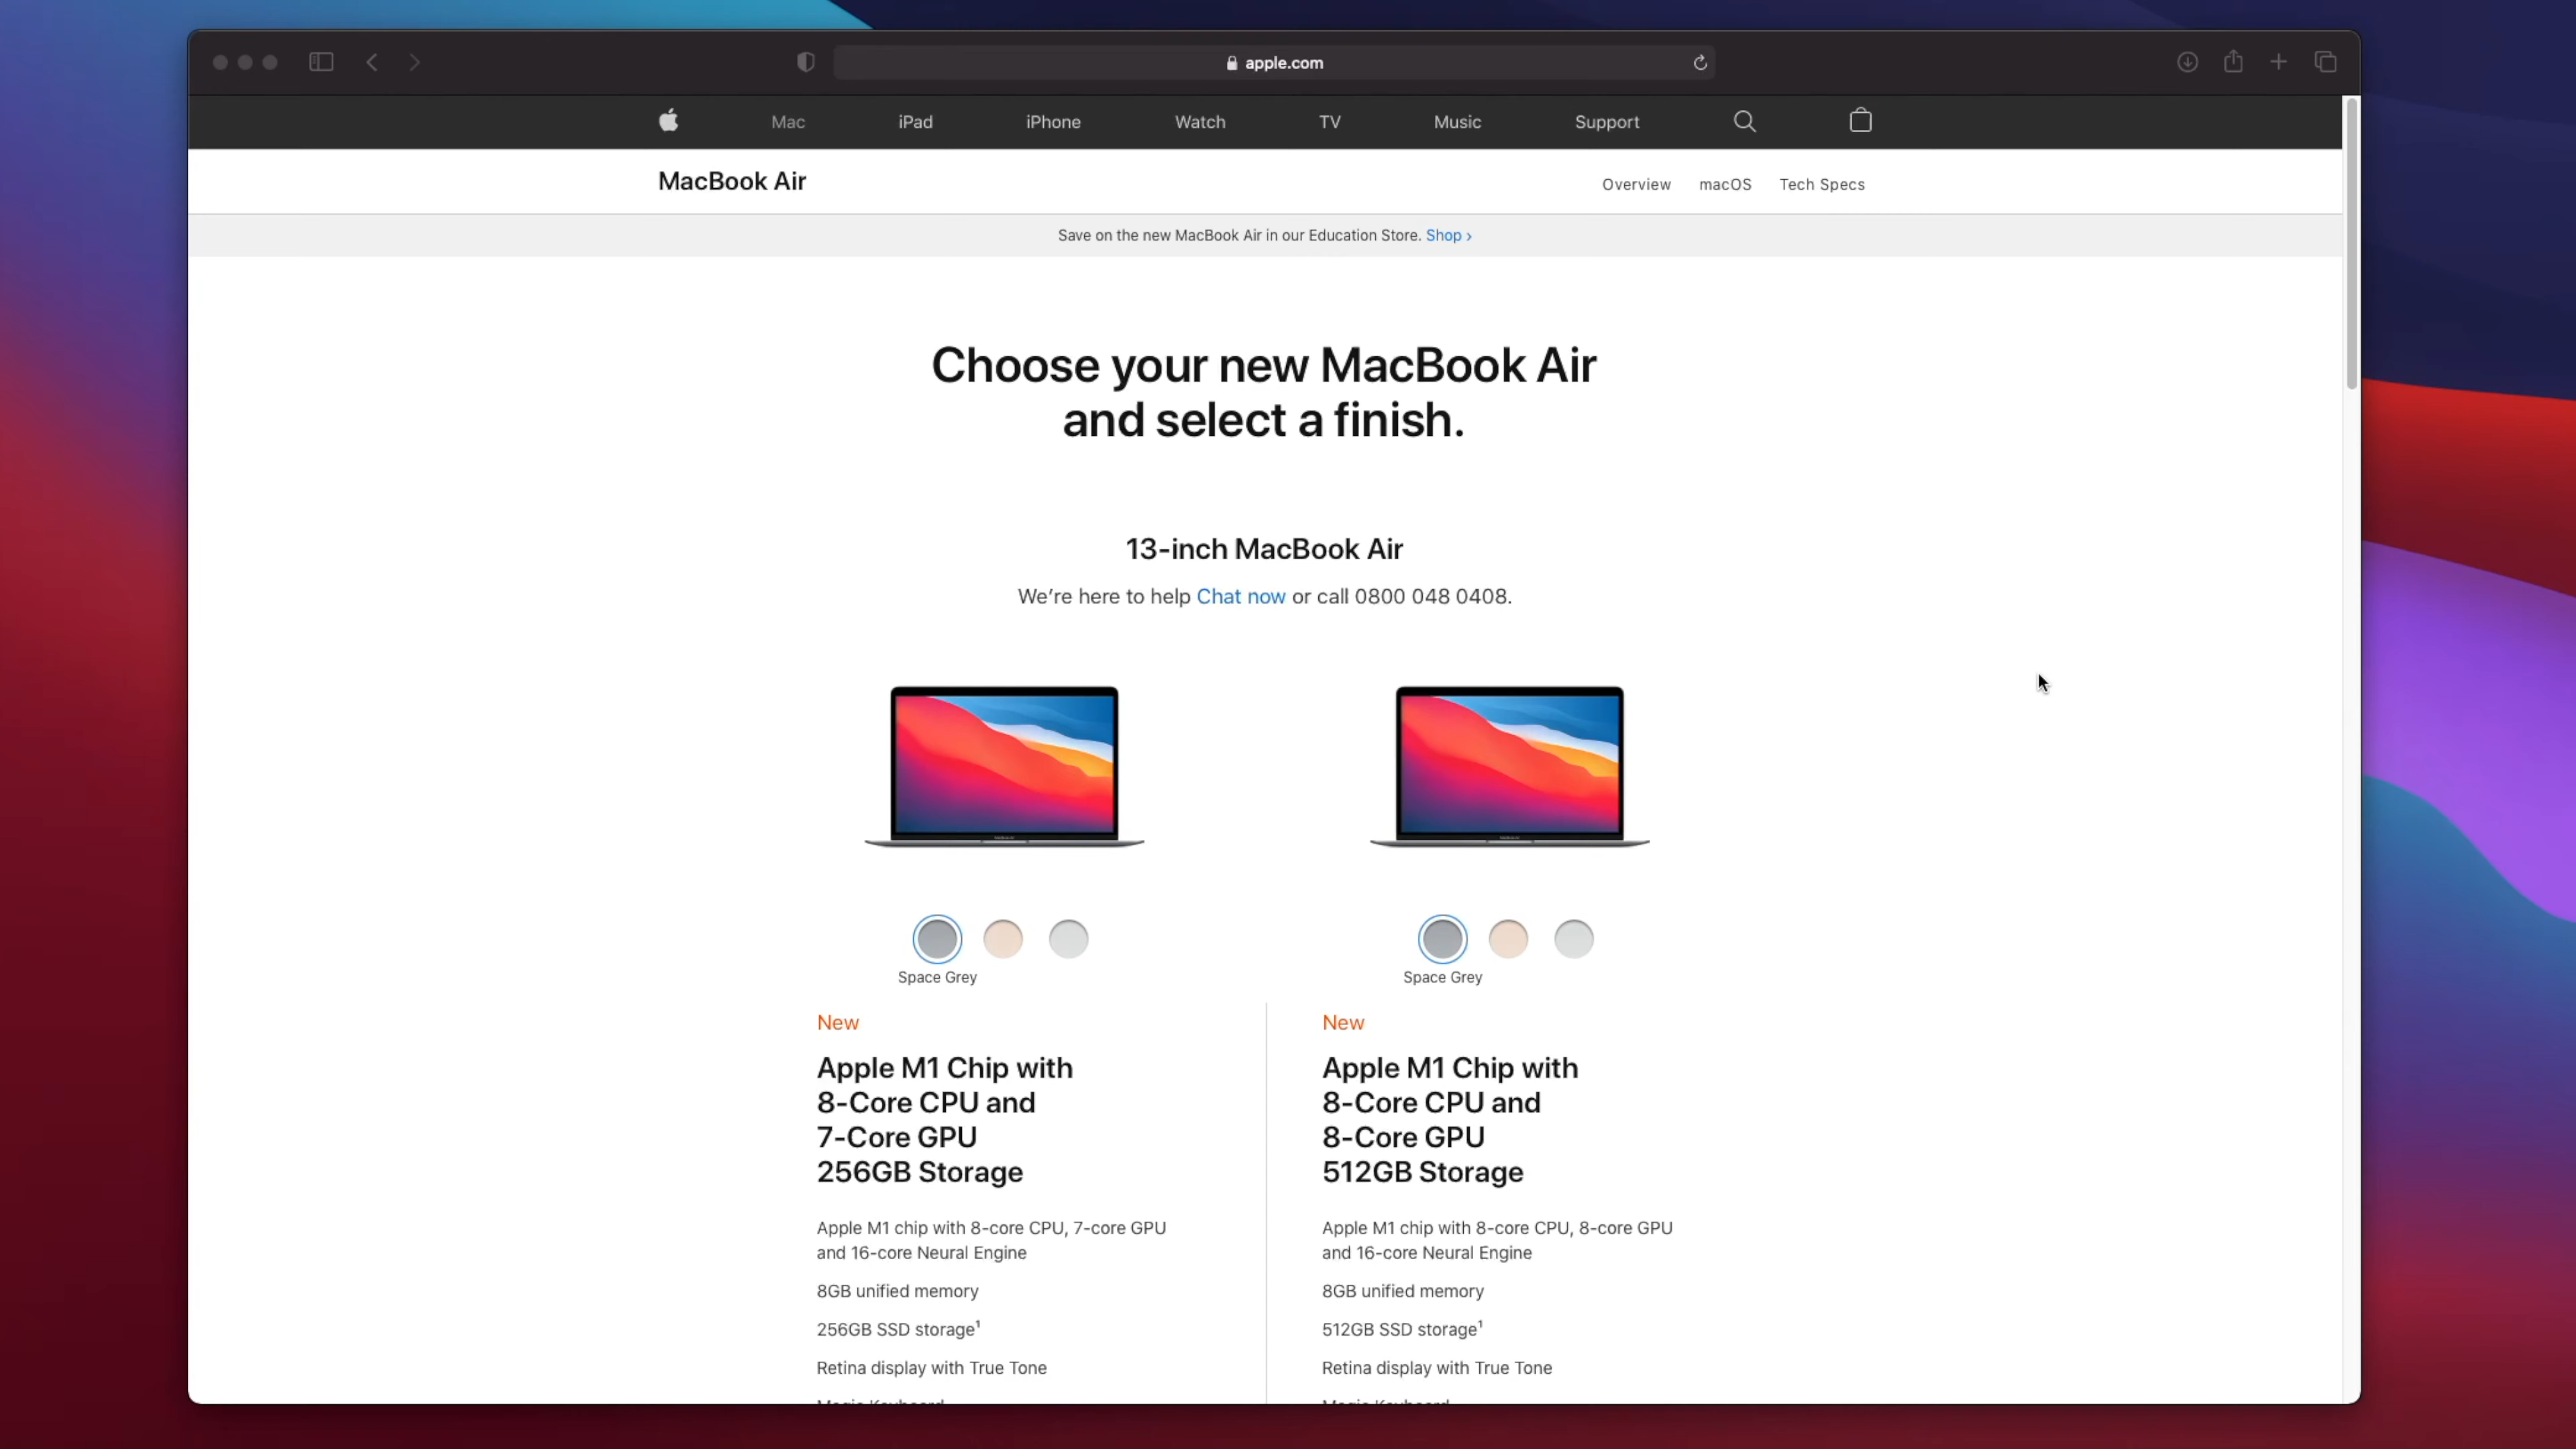 apple.com
Mac iPad iPhone Watch TV Music Support
MacBook Air
Overview macOS Tech Specs
Save on the new MacBook Air in our Education Store. Shop ›
Choose your new MacBook Air
and select a finish.
13-inch MacBook Air
We’re here to help Chat now or call 0800 048 0408.
Space Grey
New
Apple M1 Chip with
8-Core CPU and
7-Core GPU
256GB Storage
Apple M1 chip with 8-core CPU, 7-core GPU
and 16-core Neural Engine
8GB unified memory
256GB SSD storage¹
Retina display with True Tone
Space Grey
New
Apple M1 Chip with
8-Core CPU and
8-Core GPU
512GB Storage
Apple M1 chip with 8-core CPU, 8-core GPU
and 16-core Neural Engine
8GB unified memory
512GB SSD storage¹
Retina display with True Tone